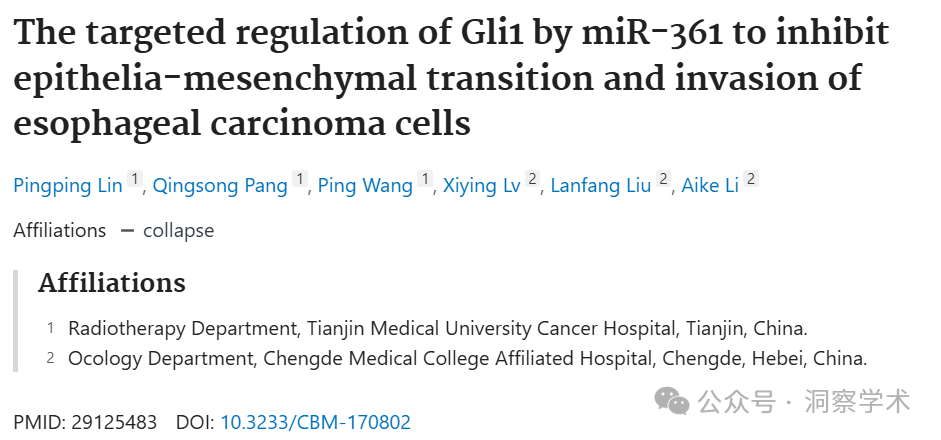 The targeted regulation of Gli1 by miR-361 to inhibit
epithelia-mesenchymal transition and invasion of
esophageal carcinoma cells
Pingping Lin 1, Qingsong Pang 1, Ping Wang 1, Xiying Lv 2, Lanfang Liu 2, Aike Li 2
Affiliations − collapse
Affiliations
1 Radiotherapy Department, Tianjin Medical University Cancer Hospital, Tianjin, China.
2 Ocology Department, Chengde Medical College Affiliated Hospital, Chengde, Hebei, China.
公众号 · 洞察学术
PMID: 29125483 DOI: 10.3233/CBM-170802